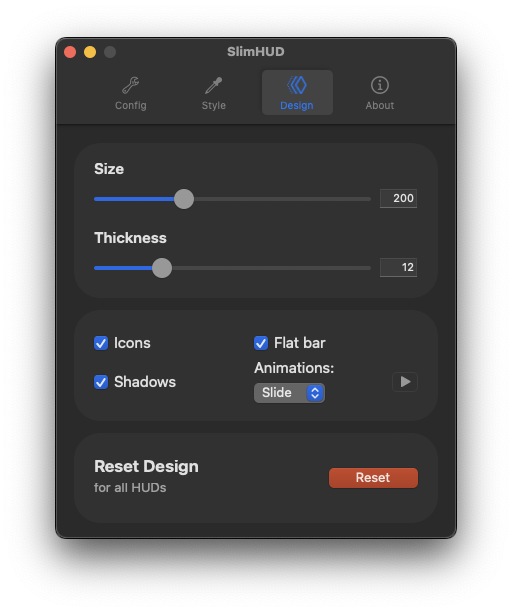 SlimHUD
Config Style Design About
Size
200
Thickness
12
Icons Flat bar
Animations:
Shadows
Slide
Reset Design
for all HUDs
Reset